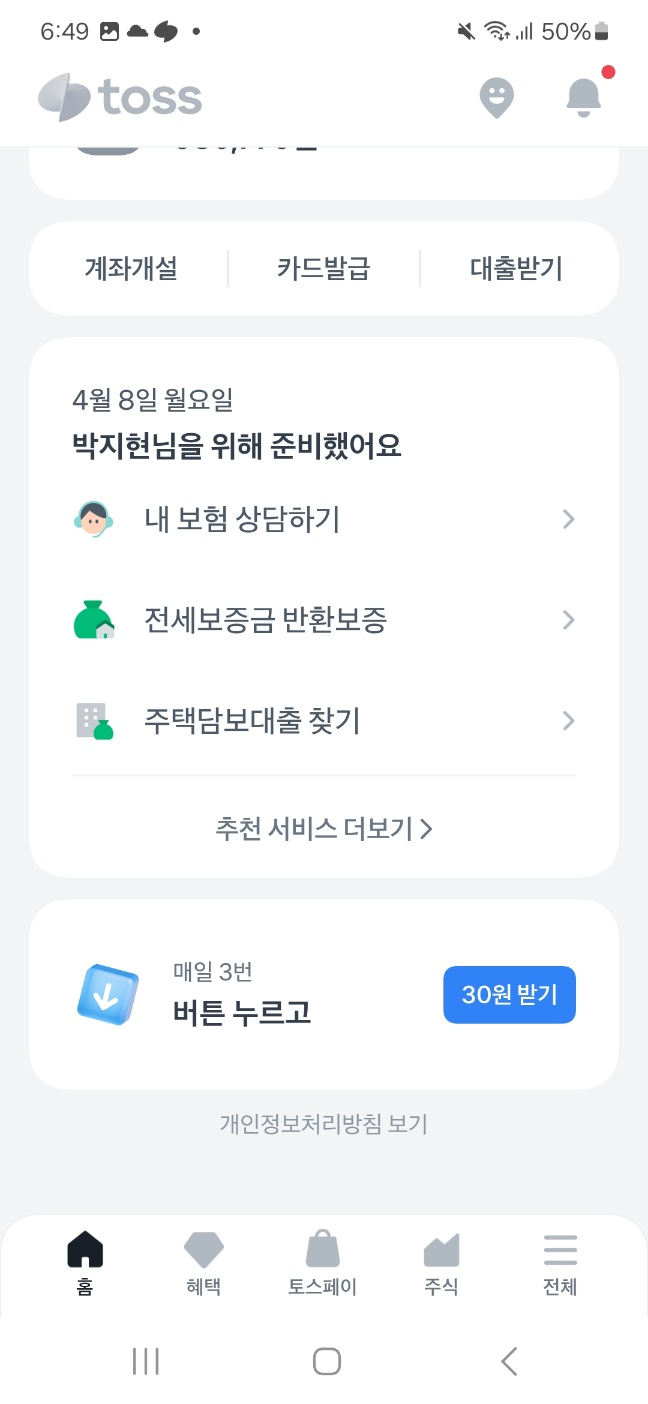 6:49
50%
toss
계좌개설
카드발급
대출받기
4월 8일 월요일
박지현님을 위해 준비했어요
내 보험 상담하기
전세보증금 반환보증
주택담보대출 찾기
추천 서비스 더보기
매일 3번
버튼 누르고
30원 받기
개인정보처리방침 보기
홈
혜택
토스페이
주식
전체